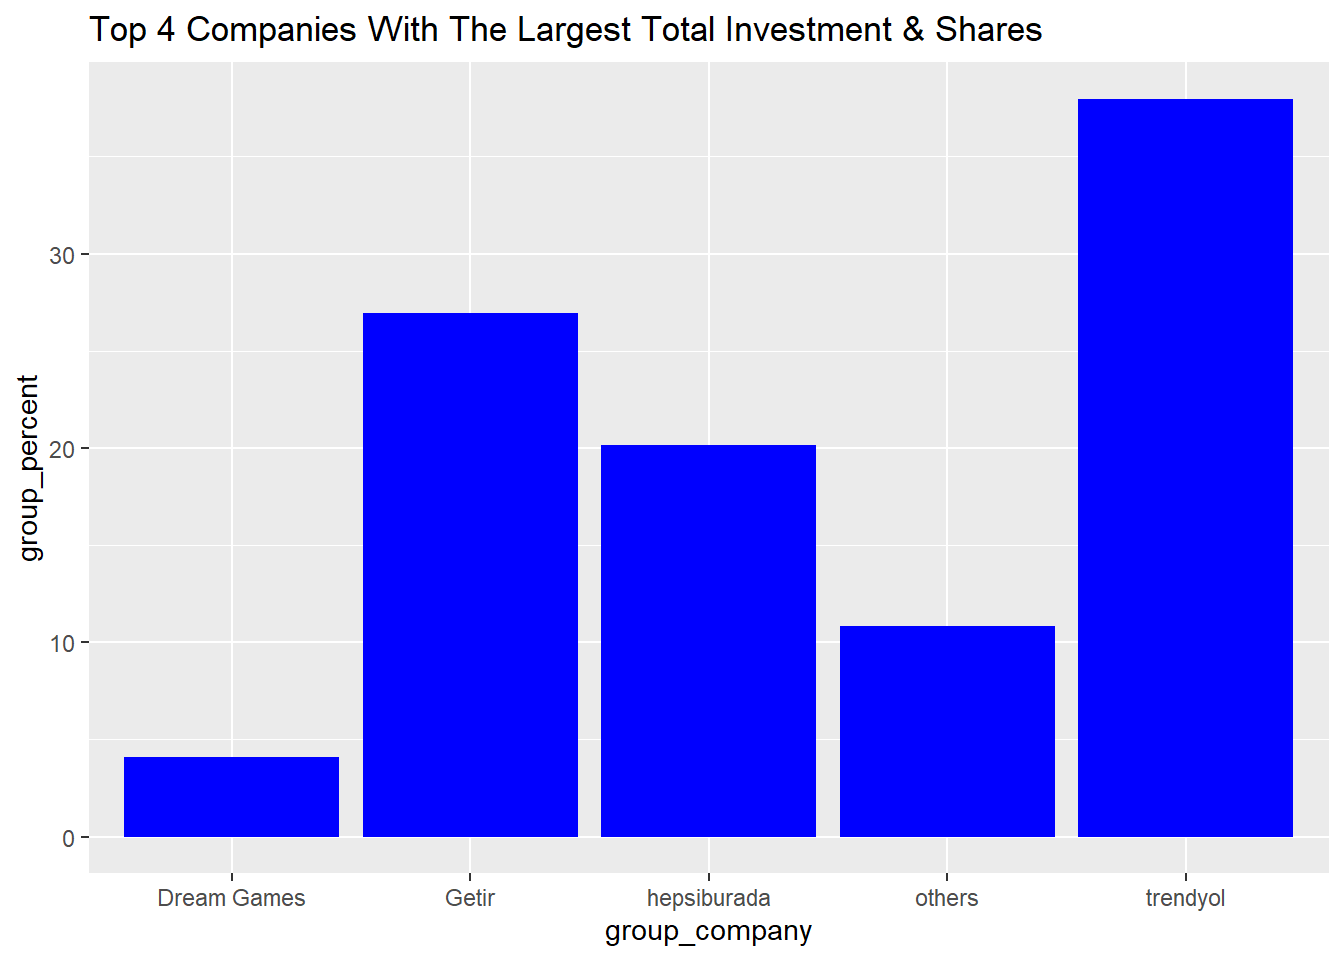 Top 4 Companies With The Largest Total Investment & Shares
group_percent
30
20
10
0
Dream Games Getir hepsiburada others trendyol
group_company